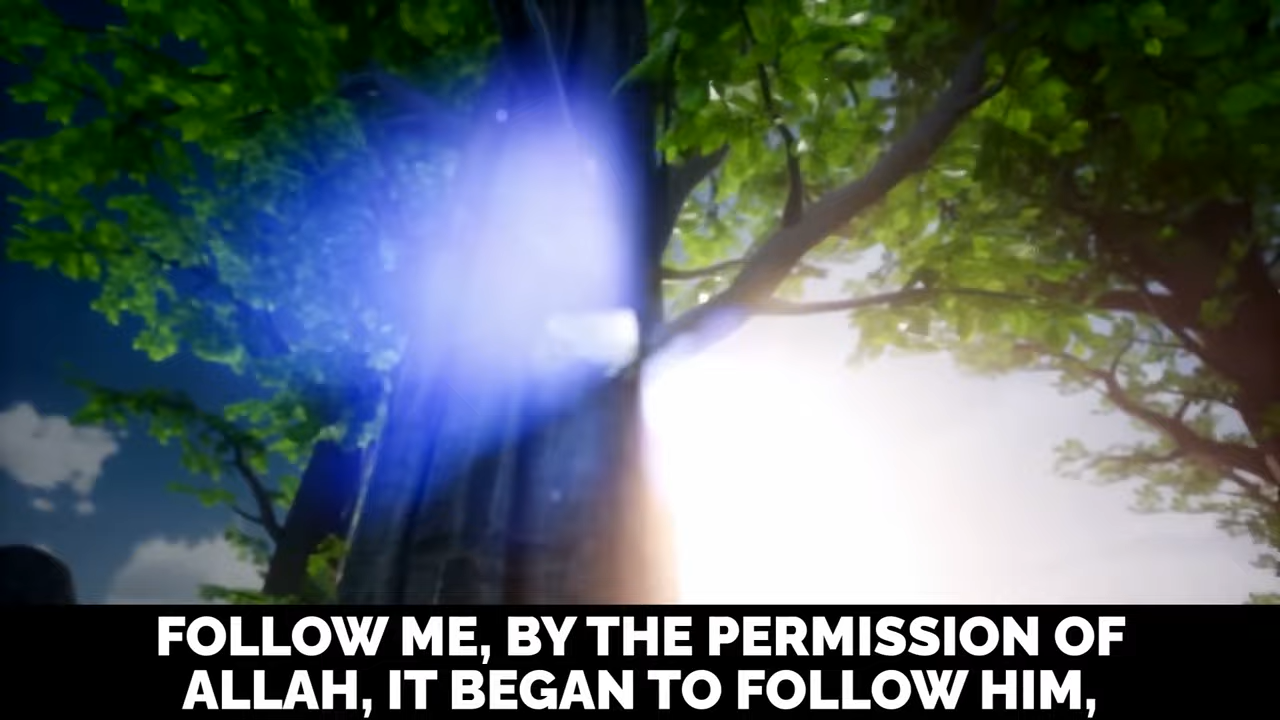 FOLLOW ME, BY THE PERMISSION OF
ALLAH, IT BEGAN TO FOLLOW HIM,